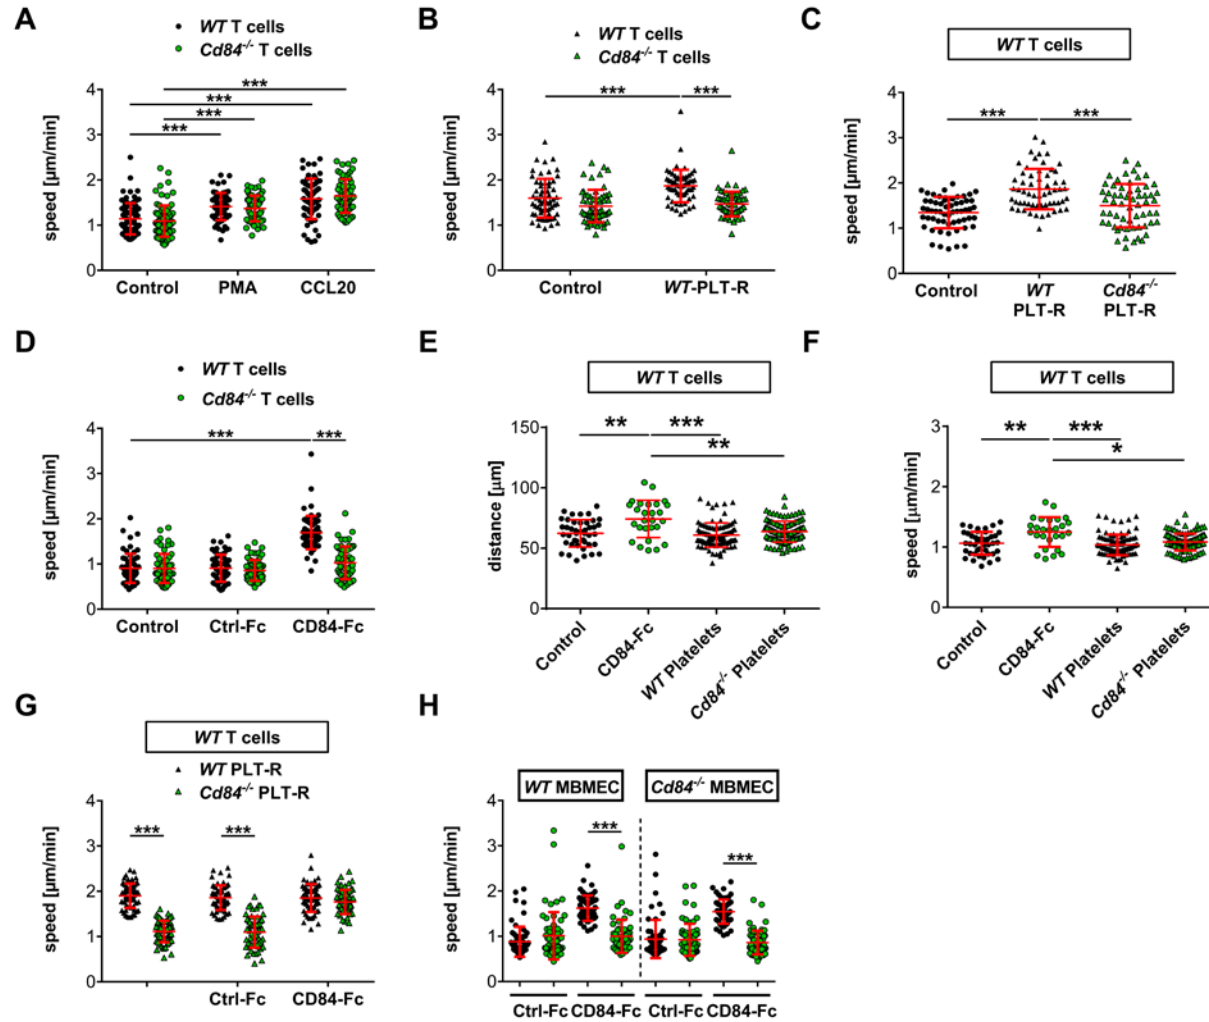 A
WT T cells
Cd84-/- T cells
speed [µm/min]
4
3
2
1
0
***
***
***
***
Control PMA CCL20
B
WT T cells
Cd84-/- T cells
speed [µm/min]
4
3
2
1
0
*** ***
Control WT-PLT-R
C
WT T cells
speed [µm/min]
4
3
2
1
0
*** ***
Control WT PLT-R Cd84-/- PLT-R
D
WT T cells
Cd84-/- T cells
speed [µm/min]
4
3
2
1
0
*** ***
Control Ctrl-Fc CD84-Fc
E
WT T cells
distance [µm]
150
100
50
0
** ***
**
Control CD84-Fc WT Platelets Cd84-/- Platelets
F
WT T cells
speed [µm/min]
3
2
1
0
** ***
*
Control CD84-Fc WT Platelets Cd84-/- Platelets
G
WT T cells
WT PLT-R
Cd84-/- PLT-R
speed [µm/min]
4
3
2
1
0
*** ***
Ctrl-Fc CD84-Fc
H
WT MBMEC Cd84-/- MBMEC
speed [µm/min]
4
3
2
1
0
*** ***
Ctrl-Fc CD84-Fc Ctrl-Fc CD84-Fc